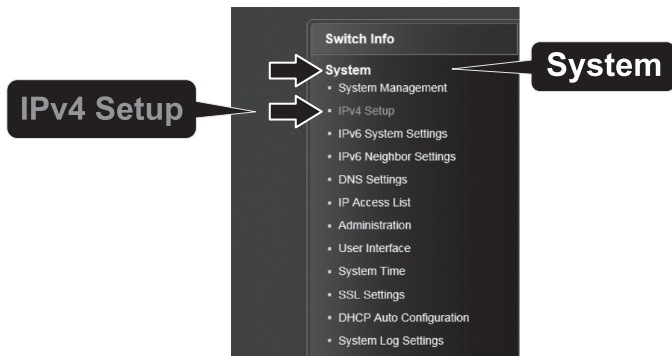 Switch Info
System
System
System Management
IPv4 Setup
IPv4 Setup
IPv6 System Settings
IPv6 Neighbor Settings
DNS Settings
IP Access List
Administration
User Interface
System Time
SSL Settings
DHCP Auto Configuration
System Log Settings